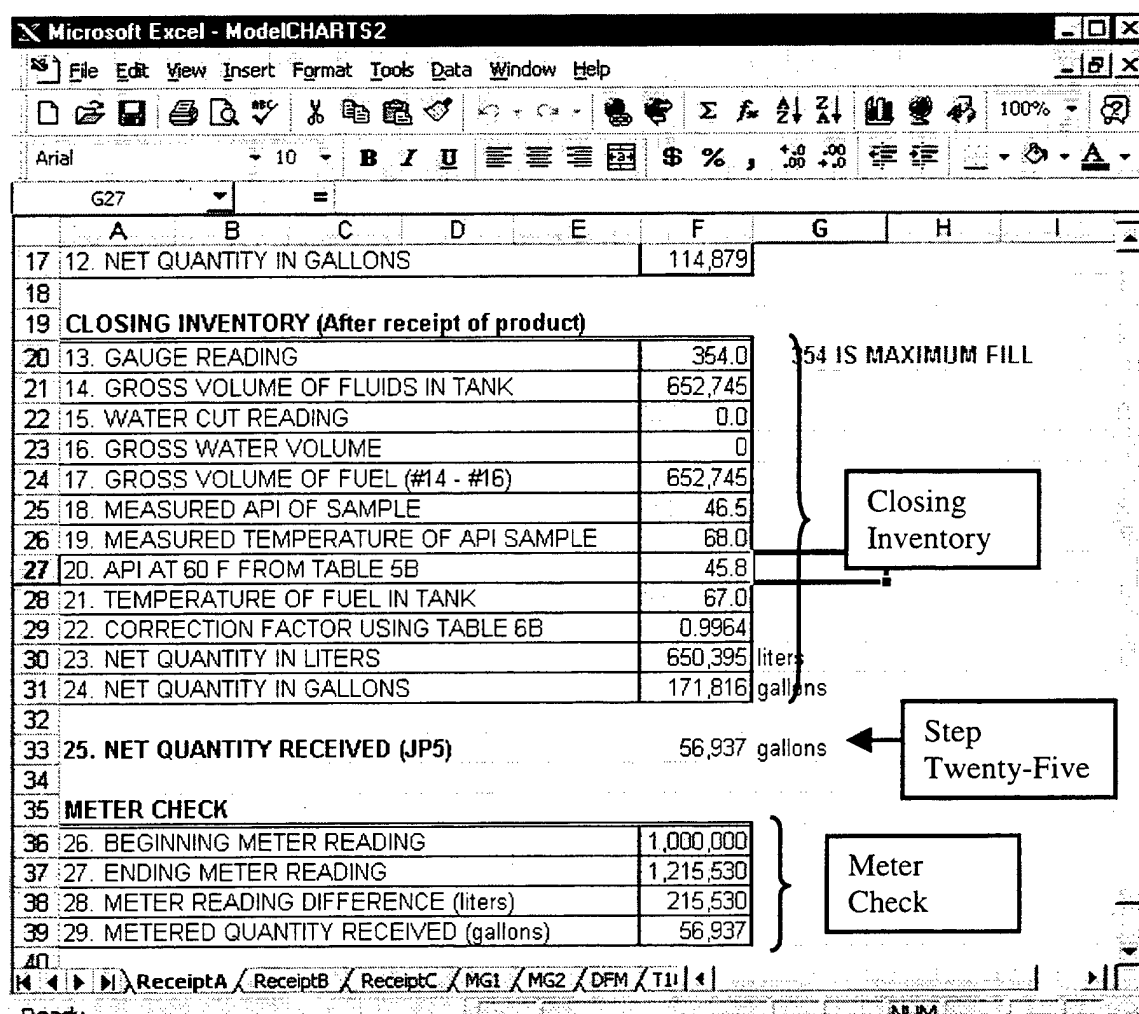 Microsoft Excel - ModelCHARTS2
File Edit View Insert Format Tools Data Window Help
100%
Arial 10 B I U $ % ,
G27 =
A B C D E F G H I
17 12. NET QUANTITY IN GALLONS 114,879
18
19 CLOSING INVENTORY (After receipt of product)
20 13. GAUGE READING 354.0 354 IS MAXIMUM FILL
21 14. GROSS VOLUME OF FLUIDS IN TANK 652,745
22 15. WATER CUT READING 0.0
23 16. GROSS WATER VOLUME 0
24 17. GROSS VOLUME OF FUEL (#14 - #16) 652,745
25 18. MEASURED API OF SAMPLE 46.5
26 19. MEASURED TEMPERATURE OF API SAMPLE 68.0
27 20. API AT 60 F FROM TABLE 5B 45.8
28 21. TEMPERATURE OF FUEL IN TANK 67.0
29 22. CORRECTION FACTOR USING TABLE 6B 0.9964
30 23. NET QUANTITY IN LITERS 650,395 liters
31 24. NET QUANTITY IN GALLONS 171,816 gallons
Closing
Inventory
32
33 25. NET QUANTITY RECEIVED (JP5) 56,937 gallons
Step
Twenty-Five
34
35 METER CHECK
36 26. BEGINNING METER READING 1,000,000
37 27. ENDING METER READING 1,215,530
38 28. METER READING DIFFERENCE (liters) 215,530
39 29. METERED QUANTITY RECEIVED (gallons) 56,937
Meter
Check
40
ReceiptA ReceiptB ReceiptC MG1 MG2 DFM
Ready NUM